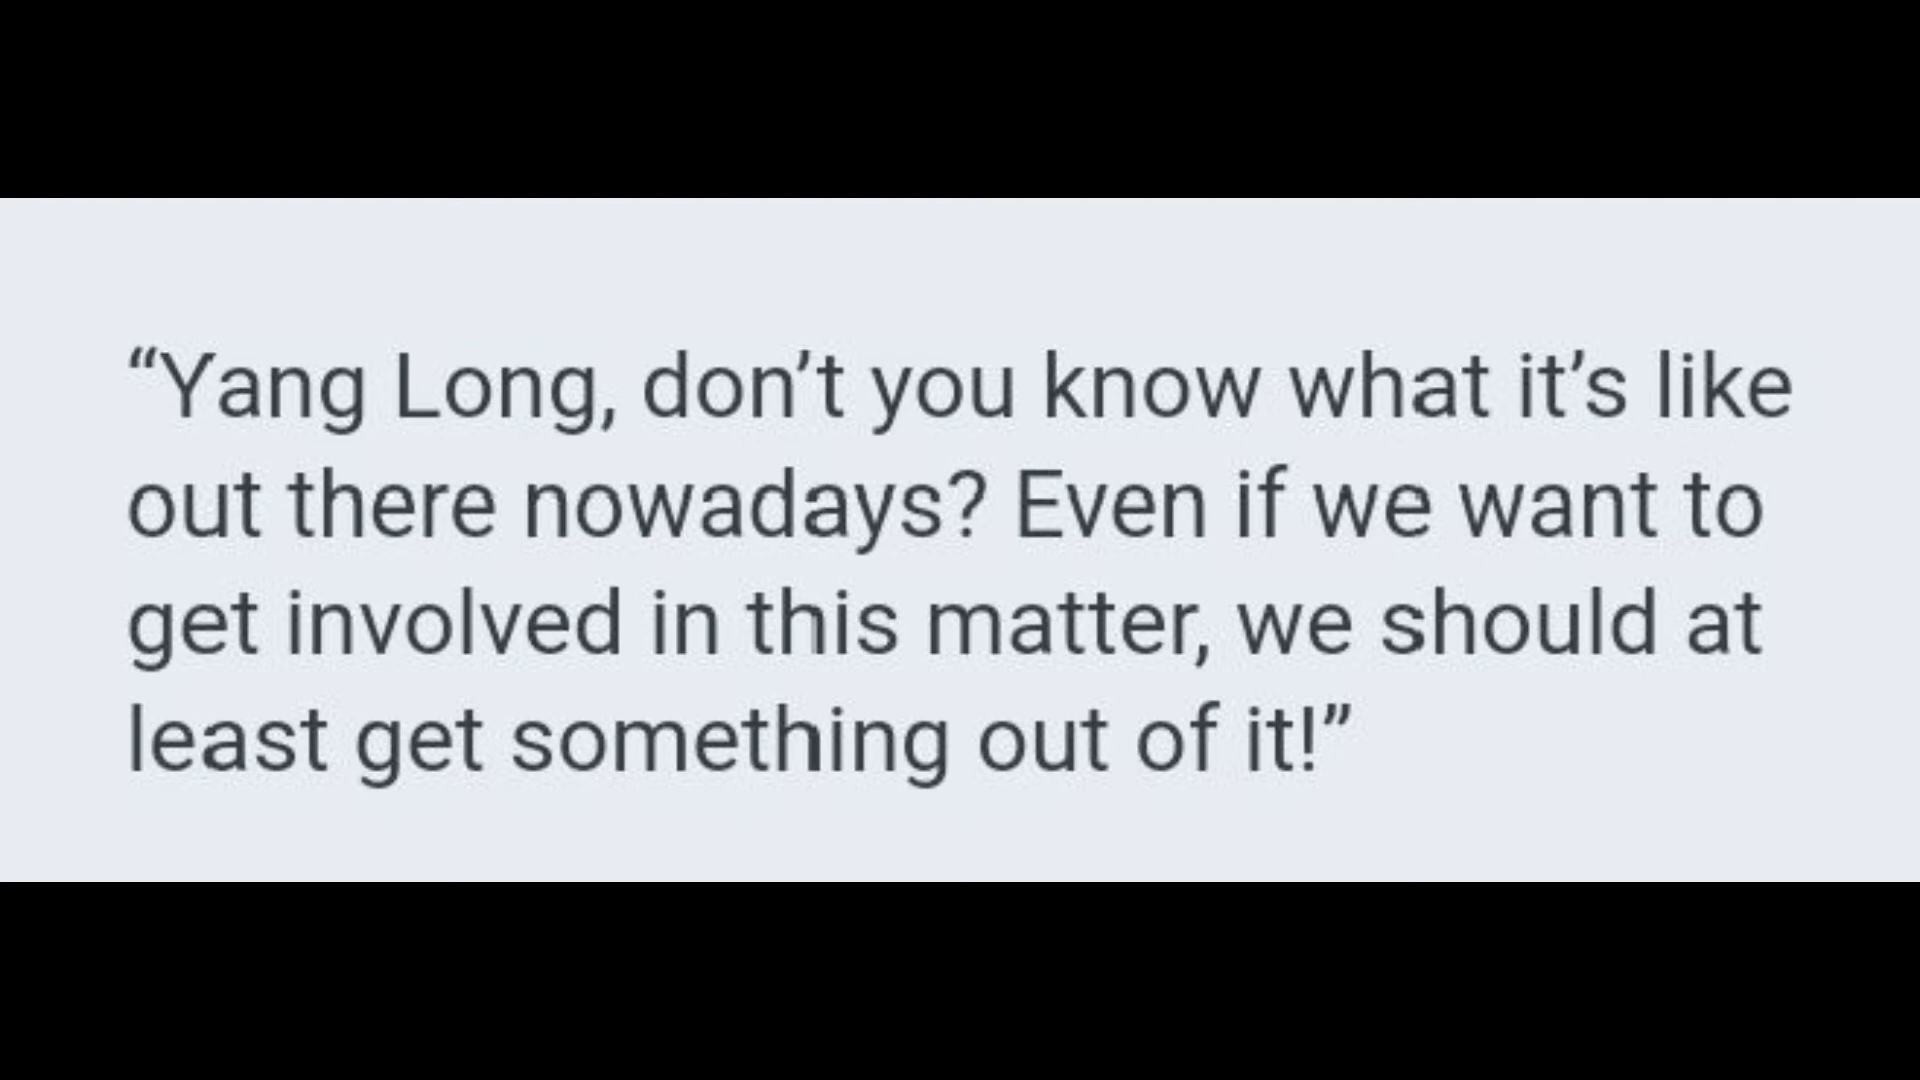 “Yang Long, don’t you know what it’s like
out there nowadays? Even if we want to
get involved in this matter, we should at
least get something out of it!”